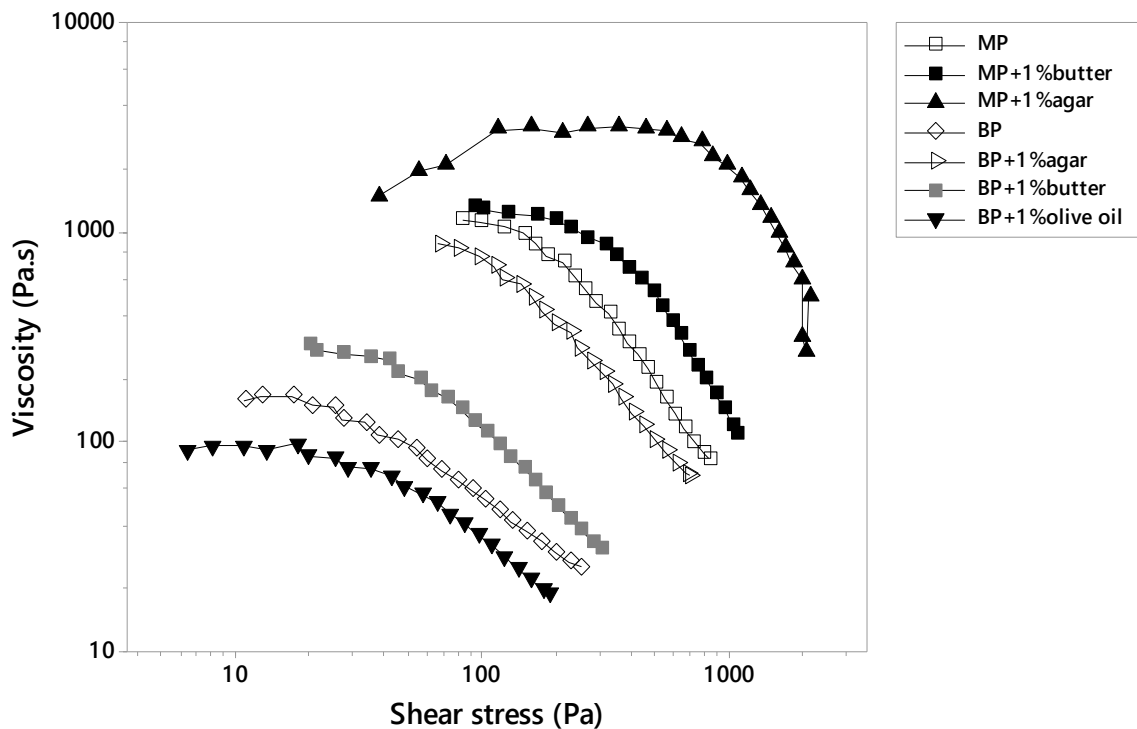 10000
1000
100
10
Viscosity (Pa.s)
10
100
1000
Shear stress (Pa)
MP
MP+1%butter
MP+1%agar
BP
BP+1%agar
BP+1%butter
BP+1%olive oil